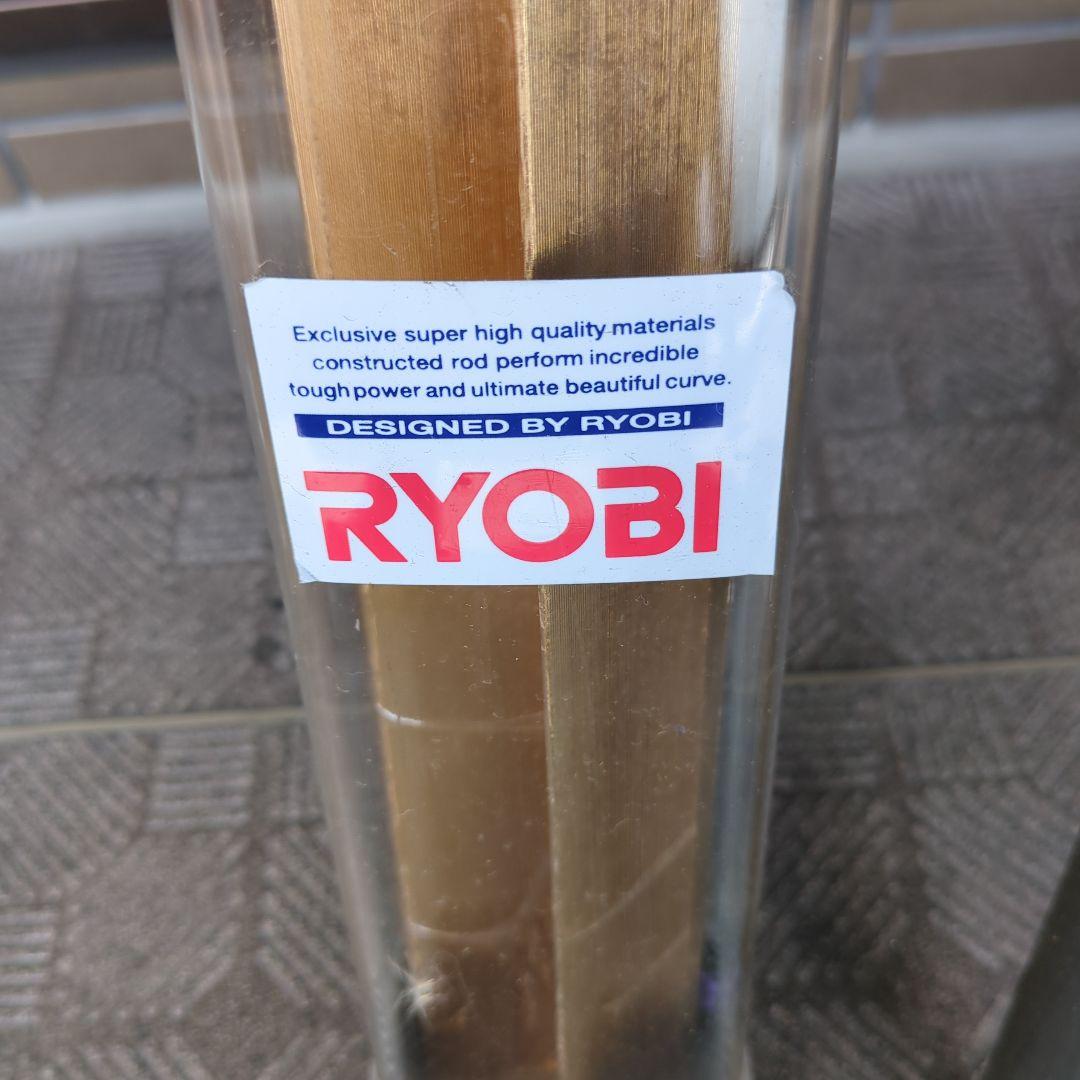 Exclusive super high quality materials
constructed rod perform incredible
tough power and ultimate beautiful curve.
DESIGNED BY RYOBI
RYOBI